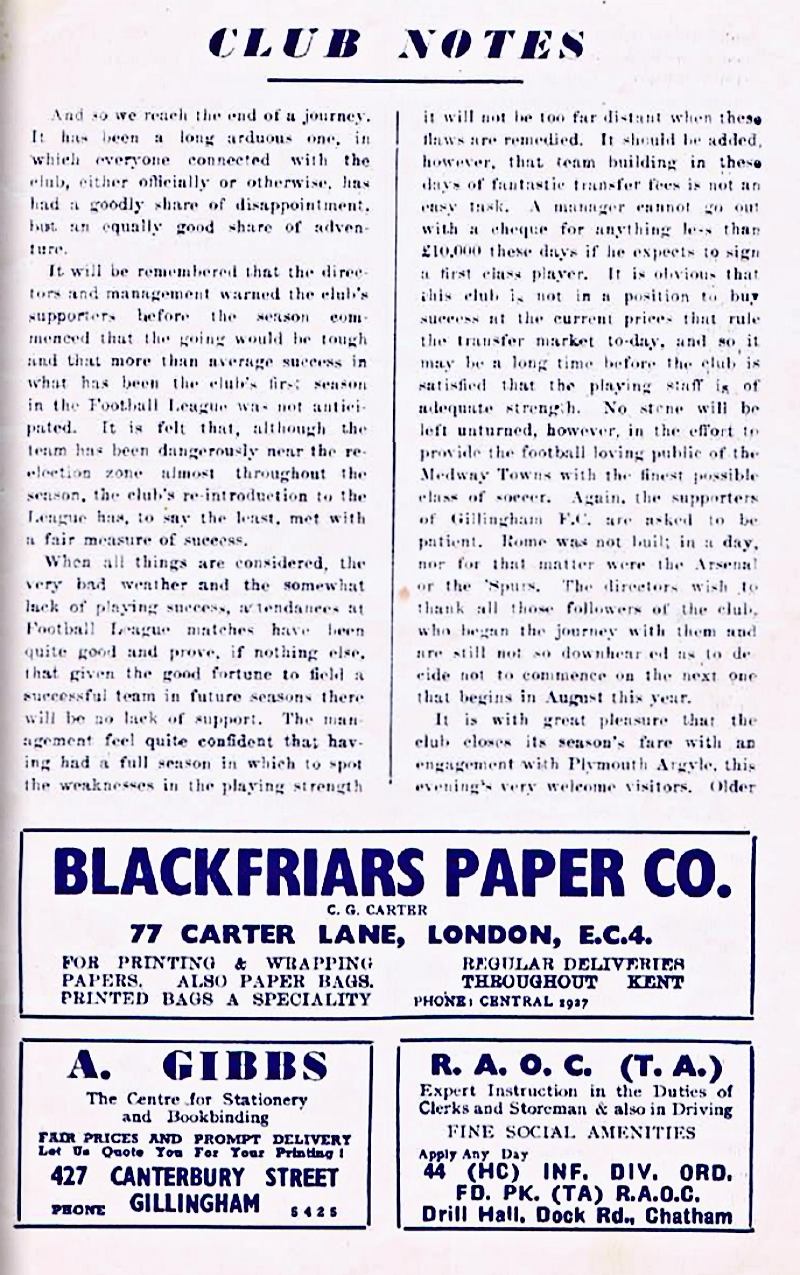 CLUB NOTES
And so we reach the end of a journey.
It has been a long arduous one, in
which everyone connected with the
club, either officially or otherwise, has
had a goodly share of disappointment,
but an equally good share of adven-
ture.
It will be remembered that the direc-
tors and management warned the club's
supporters before the season com-
menced that the going would be tough
and that more than average success in
what has been the club's first season
in the Football League was not antici-
pated. It is felt that, although the
team has been dangerously near the re-
election zone almost throughout the
season, the club's re-introduction to the
League has, to say the least, met with
a fair measure of success.
When all things are considered, the
very bad weather and the somewhat
lack of playing success, attendances at
Football League matches have been
quite good and prove, if nothing else,
that given the good fortune to field a
successful team in future seasons there
will be no lack of support. The man-
agement feel quite confident that hav-
ing had a full season in which to spot
the weaknesses in the playing strength
it will not be too far distant when these
flaws are remedied. It should be added,
however, that team building in these
days of fantastic transfer fees is not an
easy task. A manager cannot go out
with a cheque for anything less than
£10,000 these days if he expects to sign
a first class player. It is obvious that
this club is not in a position to buy
success at the current prices that rule
the transfer market to-day, and so it
may be a long time before the club is
satisfied that the playing staff is of
adequate strength. No stone will be
left unturned, however, in the effort to
provide the football loving public of the
Medway Towns with the finest possible
class of soccer. Again, the supporters
of Gillingham F.C. are asked to be
patient. Rome was not built in a day,
nor for that matter were the Arsenal
or the 'Spurs. The directors wish to
thank all those followers of the club,
who began the journey with them and
are still not so downhear ed as to de-
cide not to commence on the next one
that begins in August this year.
It is with great pleasure that the
club closes its season's fare with an
engagement with Plymouth Argyle, this
evening's very welcome visitors. Older
BLACKFRIARS PAPER CO.
C. G. CARTER
77 CARTER LANE, LONDON, E.C.4.
FOR PRINTING & WRAPPING
PAPERS. ALSO PAPER BAGS.
PRINTED BAGS A SPECIALITY
REGULAR DELIVERIES
THROUGHOUT KENT
PHONE: CENTRAL 1927
A. GIBBS
The Centre for Stationery
and Bookbinding
FAIR PRICES AND PROMPT DELIVERY
Let Us Quote You For Your Printing!
427 CANTERBURY STREET
GILLINGHAM
PHONE 5425
R. A. O. C. (T. A.)
Expert Instruction in the Duties of
Clerks and Storeman & also in Driving
FINE SOCIAL AMENITIES
Apply Any Day
44 (HC) INF. DIV. ORD.
FD. PK. (TA) R.A.O.C.
Drill Hall, Dock Rd., Chatham